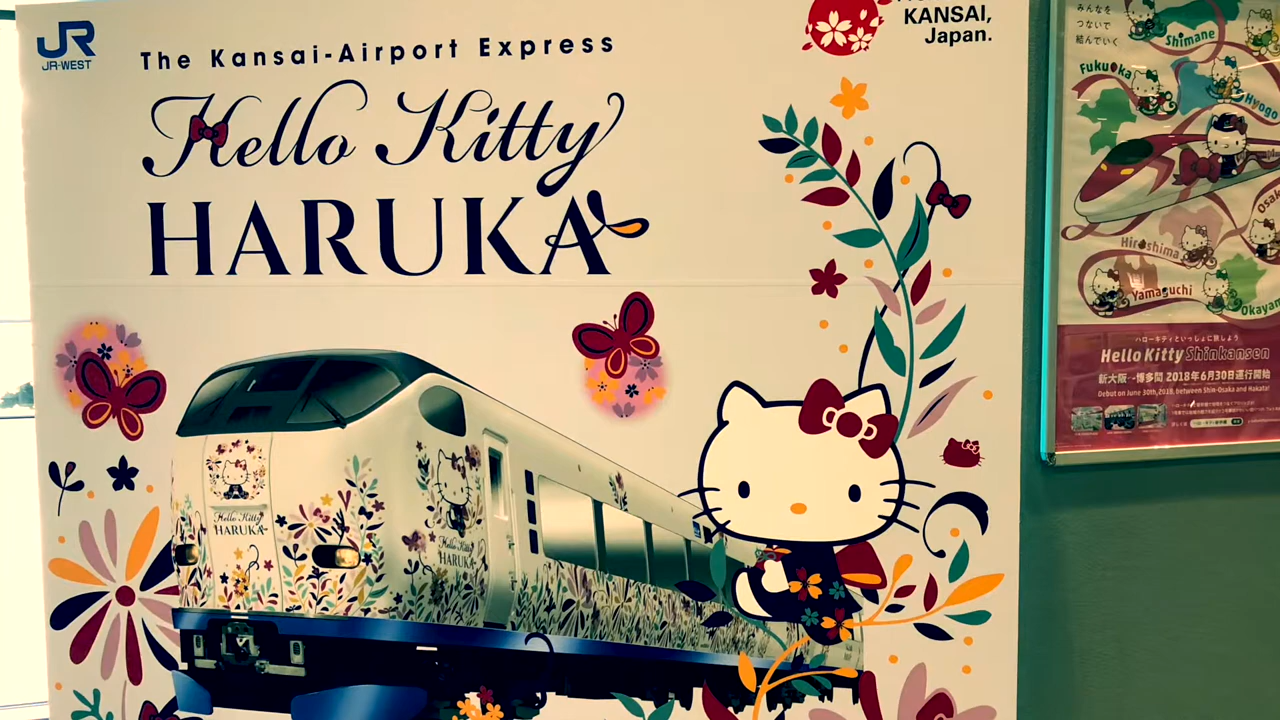 JR
JR-WEST
The Kansai-Airport Express
Hello Kitty
HARUKA
KANSAI,
Japan.
Hello Kitty
HARUKA
Hello Kitty
HARUKA
みんなを
つないで
結んでいく
Shimane
Fukuoka
Hyogo
Hiroshima
Yamaguchi
ハローキティといっしょに旅しよう
Hello Kitty Shinkansen
新大阪⇔博多間 2018年6月30日運行開始
Debut on June 30th, 2018, between Shin-Osaka and Hakata!